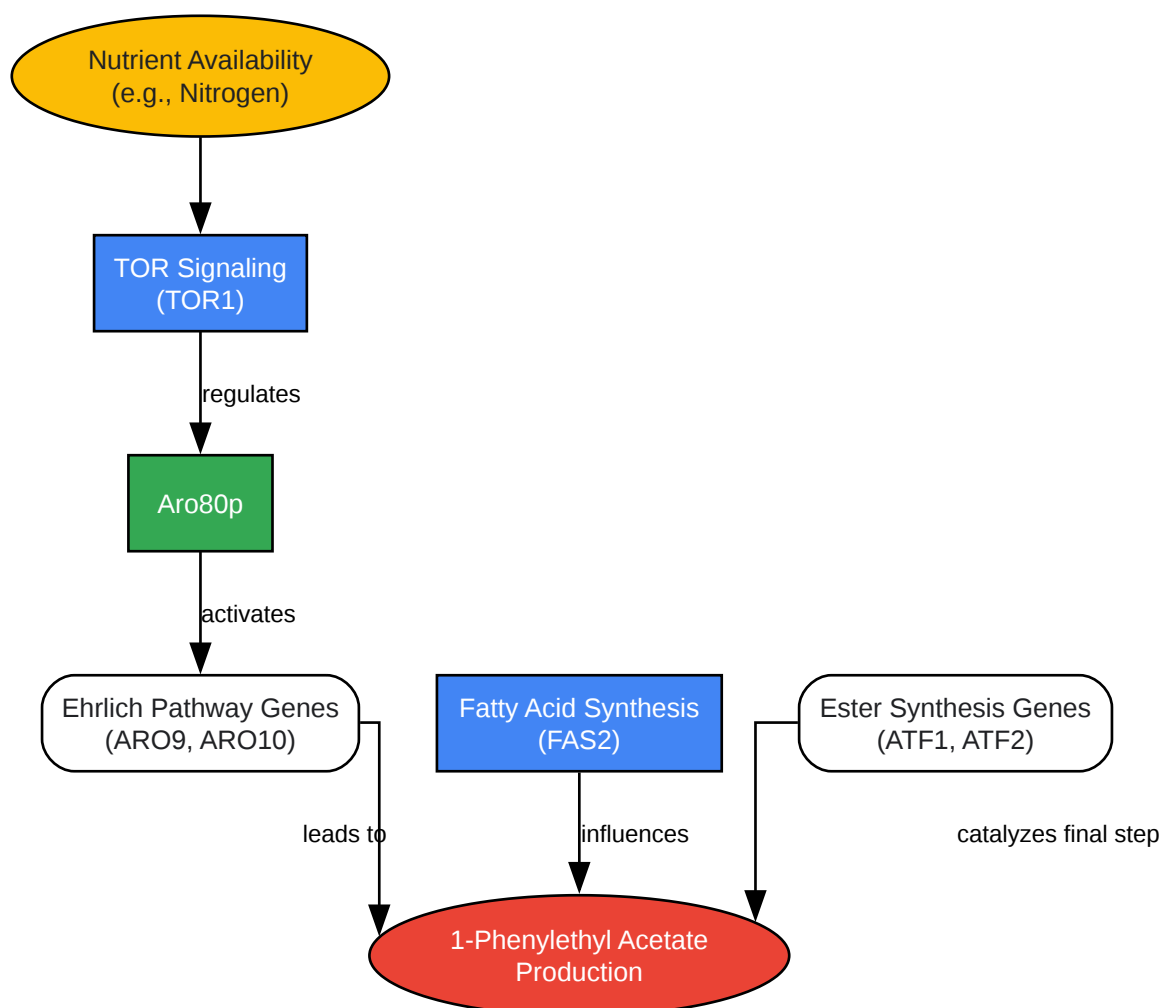 Nutrient Availability
(e.g., Nitrogen)
TOR Signaling
(TOR1)
regulates
Aro80p
activates
Ehrlich Pathway Genes
(ARO9, ARO10)
Fatty Acid Synthesis
(FAS2)
Ester Synthesis Genes
(ATF1, ATF2)
leads to
influences
catalyzes final step
1-Phenylethyl Acetate
Production